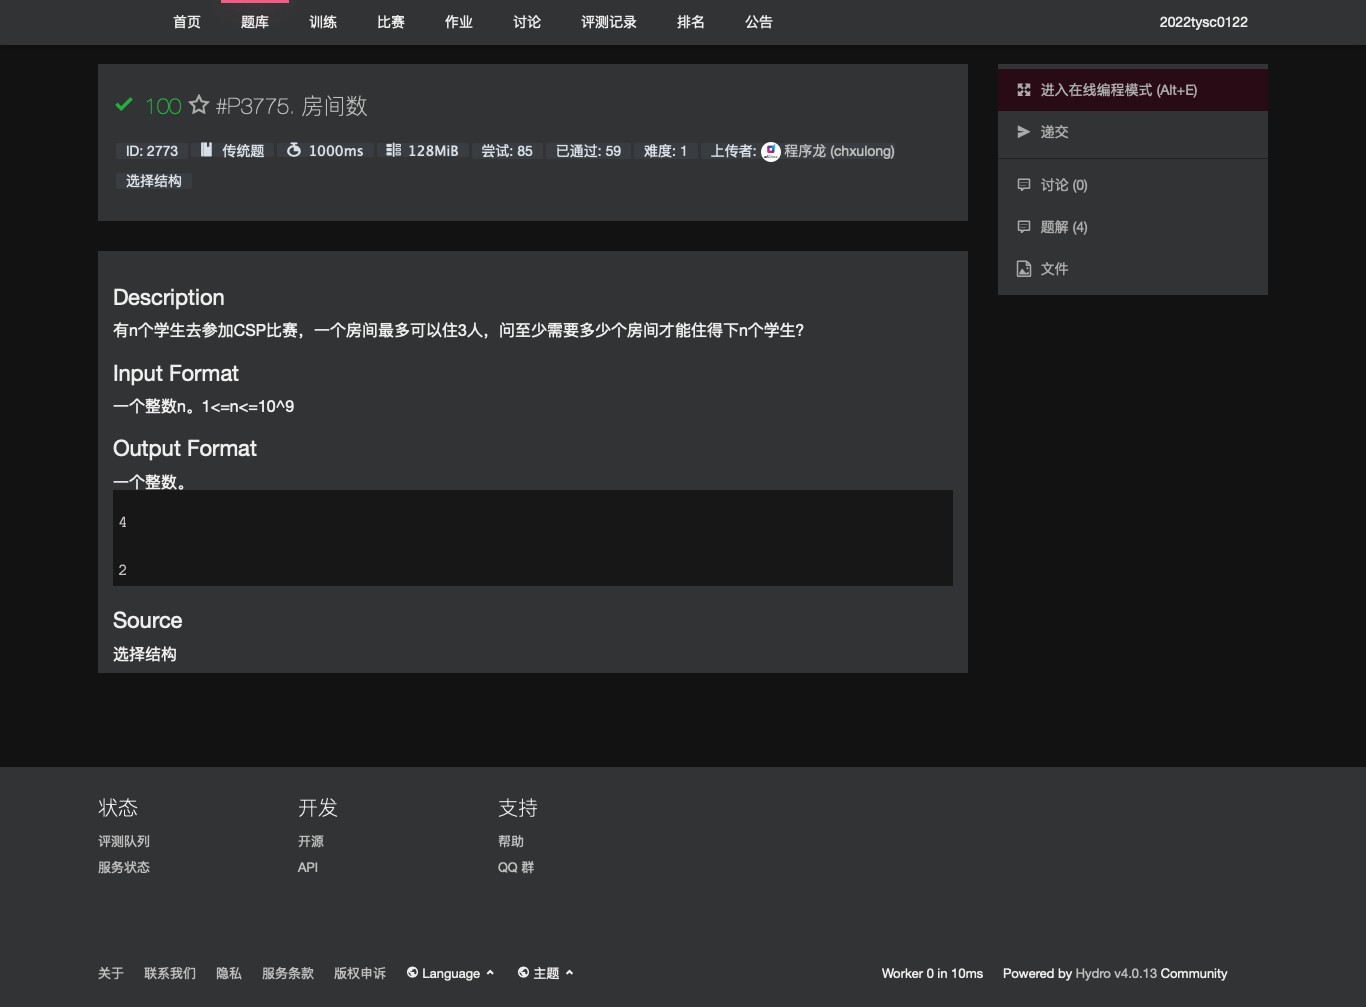 首页 题库 训练 比赛 作业 讨论 评测记录 排名 公告 2022tysc0122
100 #P3775. 房间数
ID: 2773 传统题 1000ms 128MiB 尝试: 85 已通过: 59 难度: 1 上传者: 程序龙 (chxulong)
选择结构
进入在线编程模式 (Alt+E)
递交
讨论 (0)
题解 (4)
文件
Description
有n个学生去参加CSP比赛，一个房间最多可以住3人，问至少需要多少个房间才能住得下n个学生?
Input Format
一个整数n。1<=n<=10^9
Output Format
一个整数。
4
2
Source
选择结构
状态 开发 支持
评测队列 开源 帮助
服务状态 API QQ 群
关于 联系我们 隐私 服务条款 版权申诉 Language 主题 Worker 0 in 10ms Powered by Hydro v4.0.13 Community